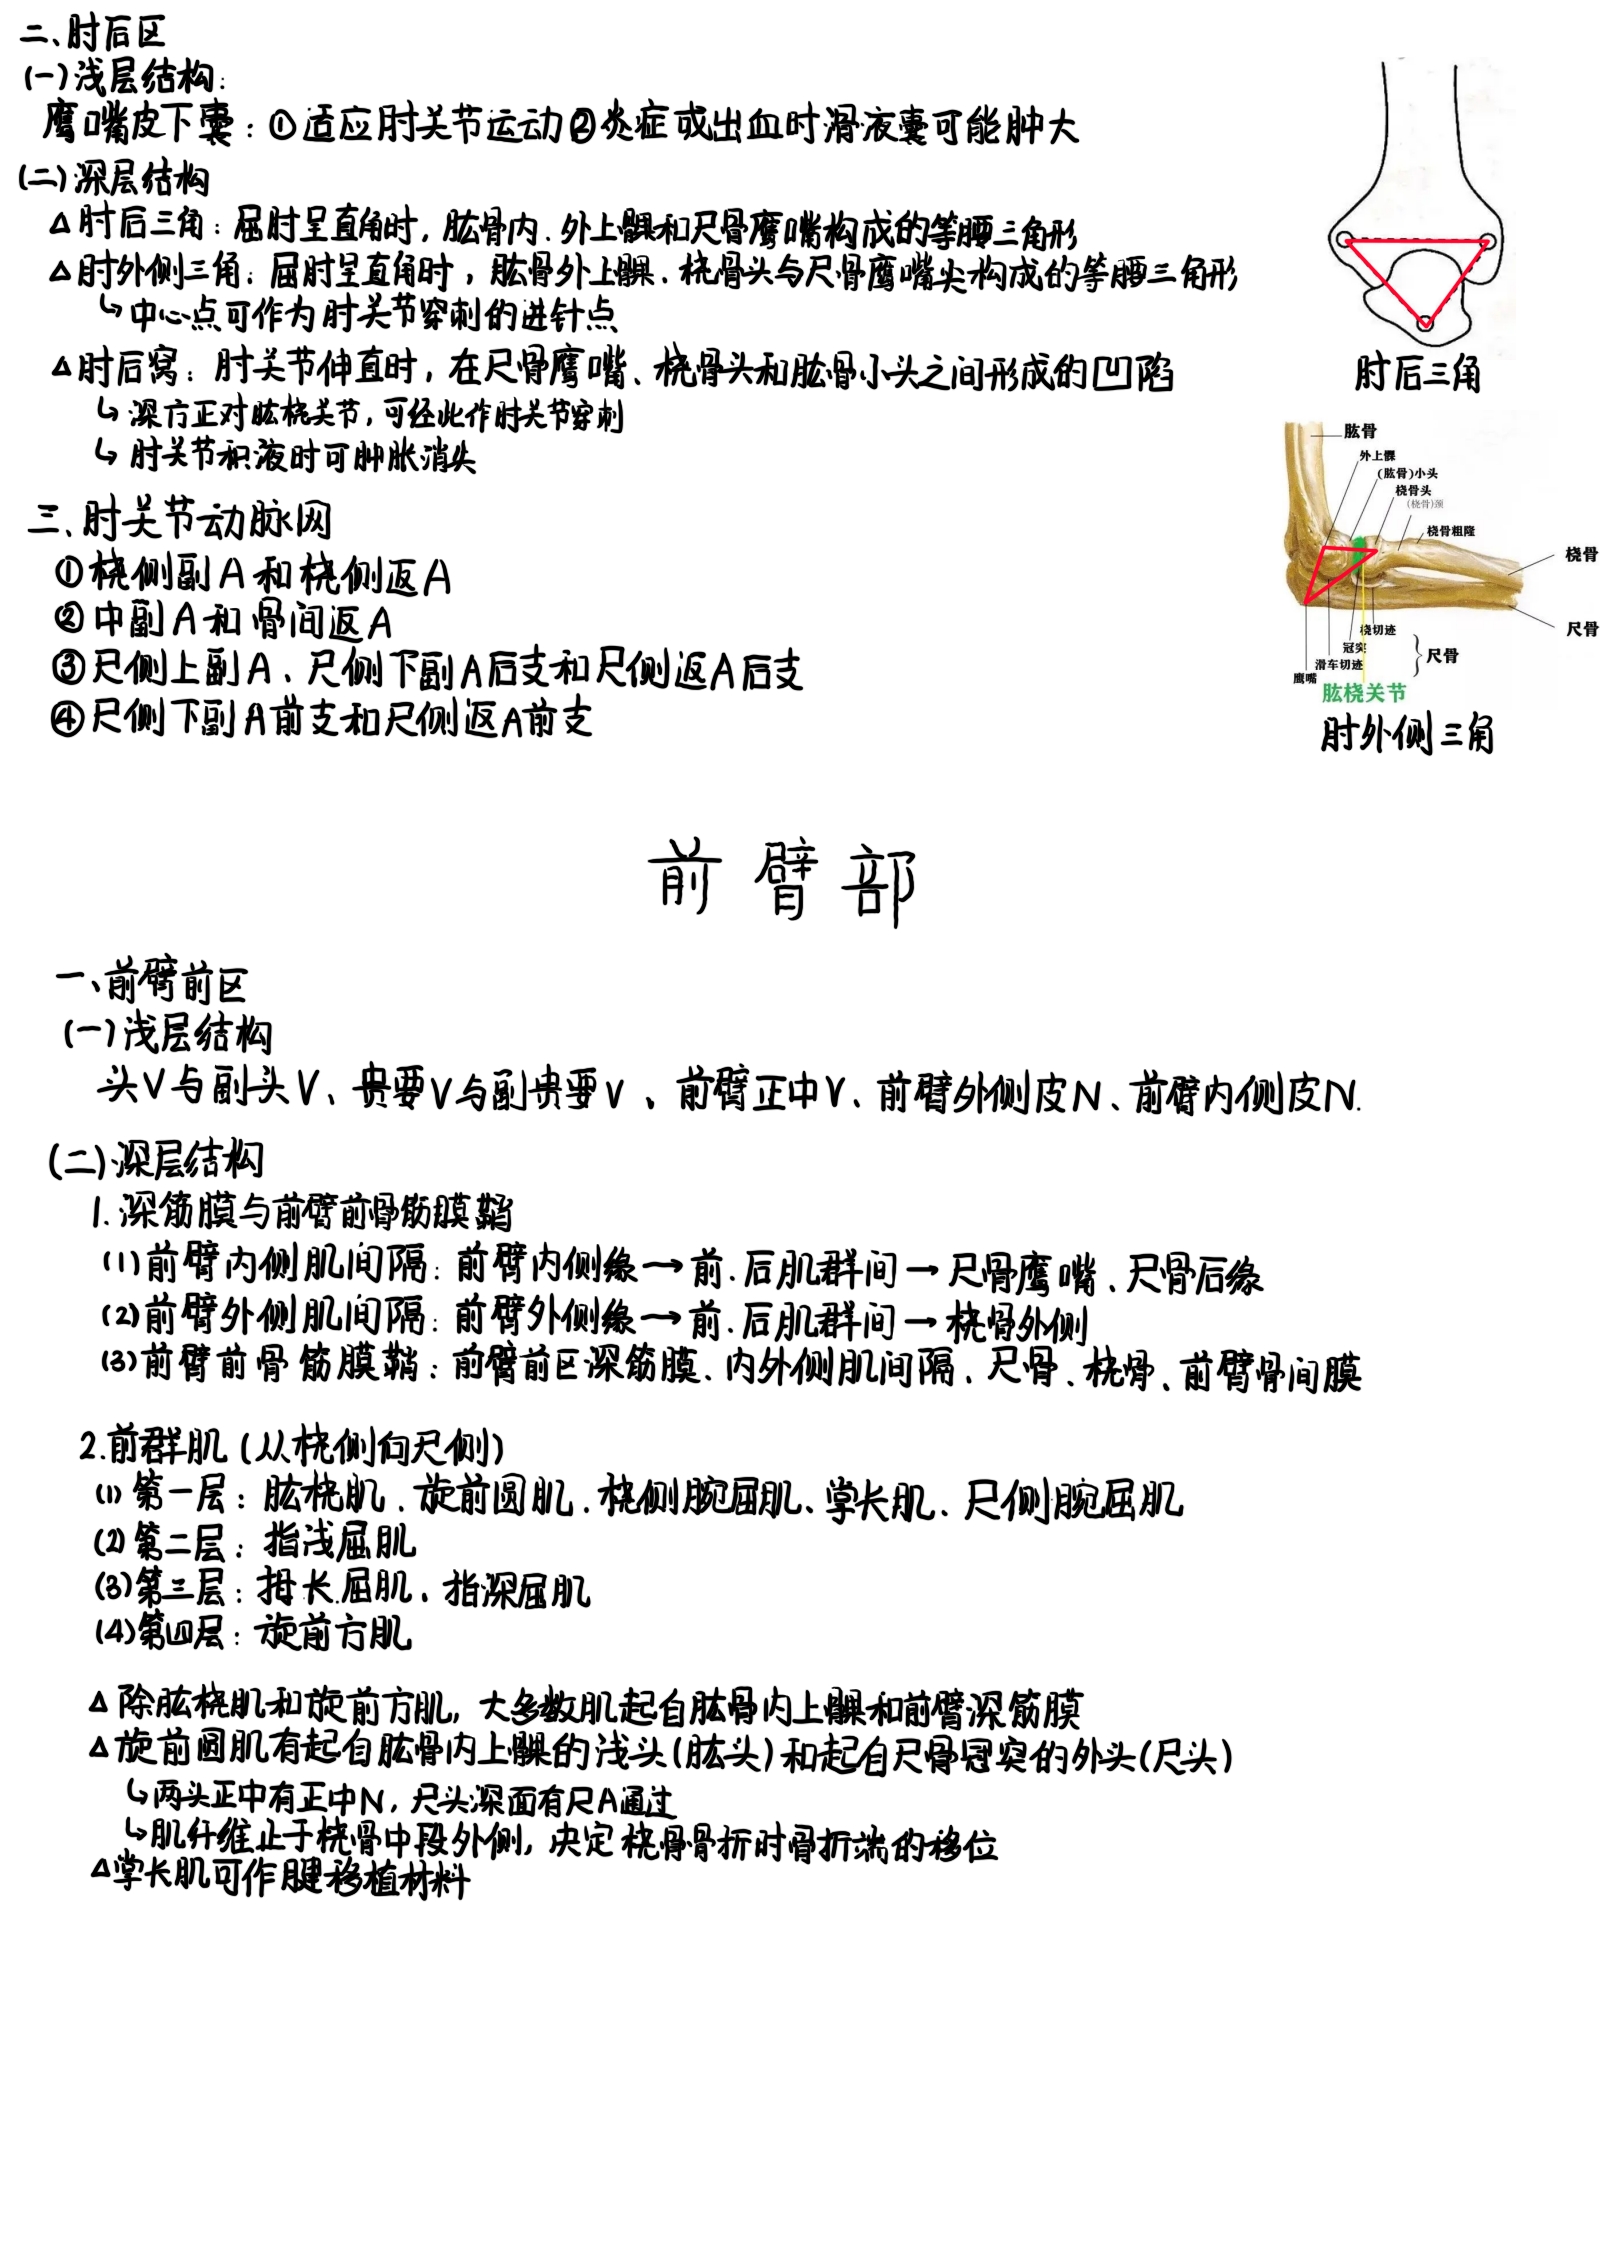 二、肘后区
(一)浅层结构:
鹰嘴皮下囊:①适应肘关节运动②炎症或出血时滑液囊可能肿大
(二)深层结构
△肘后三角:屈肘呈直角时,肱骨内、外上髁和尺骨鹰嘴构成的等腰三角形
△肘外侧三角:屈肘呈直角时,肱骨外上髁、桡骨头与尺骨鹰嘴尖构成的等腰三角形
↳中心点可作为肘关节穿刺的进针点
△肘后窝:肘关节伸直时,在尺骨鹰嘴、桡骨头和肱骨小头之间形成的凹陷
↳深方正对肱桡关节,可经此作肘关节穿刺
↳肘关节积液时可肿胀消失
肘后三角
肱骨
外上髁
(肱骨)小头
桡骨头
(桡骨)颈
桡骨粗隆
桡骨
尺骨
桡切迹
冠突
尺骨
滑车切迹
鹰嘴
肱桡关节
肘外侧三角
三、肘关节动脉网
①桡侧副A和桡侧返A
②中副A和骨间返A
③尺侧上副A、尺侧下副A后支和尺侧返A后支
④尺侧下副A前支和尺侧返A前支
前臂部
一、前臂前区
(一)浅层结构
头V与副头V、贵要V与副贵要V、前臂正中V、前臂外侧皮N、前臂内侧皮N.
(二)深层结构
1.深筋膜与前臂前骨筋膜鞘
(1)前臂内侧肌间隔:前臂内侧缘→前、后肌群间→尺骨鹰嘴、尺骨后缘
(2)前臂外侧肌间隔:前臂外侧缘→前、后肌群间→桡骨外侧
(3)前臂前骨筋膜鞘:前臂前区深筋膜、内外侧肌间隔、尺骨、桡骨、前臂骨间膜
2.前群肌(从桡侧向尺侧)
(1)第一层:肱桡肌、旋前圆肌、桡侧腕屈肌、掌长肌、尺侧腕屈肌
(2)第二层:指浅屈肌
(3)第三层:拇长屈肌、指深屈肌
(4)第四层:旋前方肌
△除肱桡肌和旋前方肌,大多数肌起自肱骨内上髁和前臂深筋膜
△旋前圆肌有起自肱骨内上髁的浅头(肱头)和起自尺骨冠突的外头(尺头)
↳两头正中有正中N,尺头深面有尺A通过
↳肌纤维止于桡骨中段外侧,决定桡骨骨折时骨折端的移位
△掌长肌可作腱移植材料